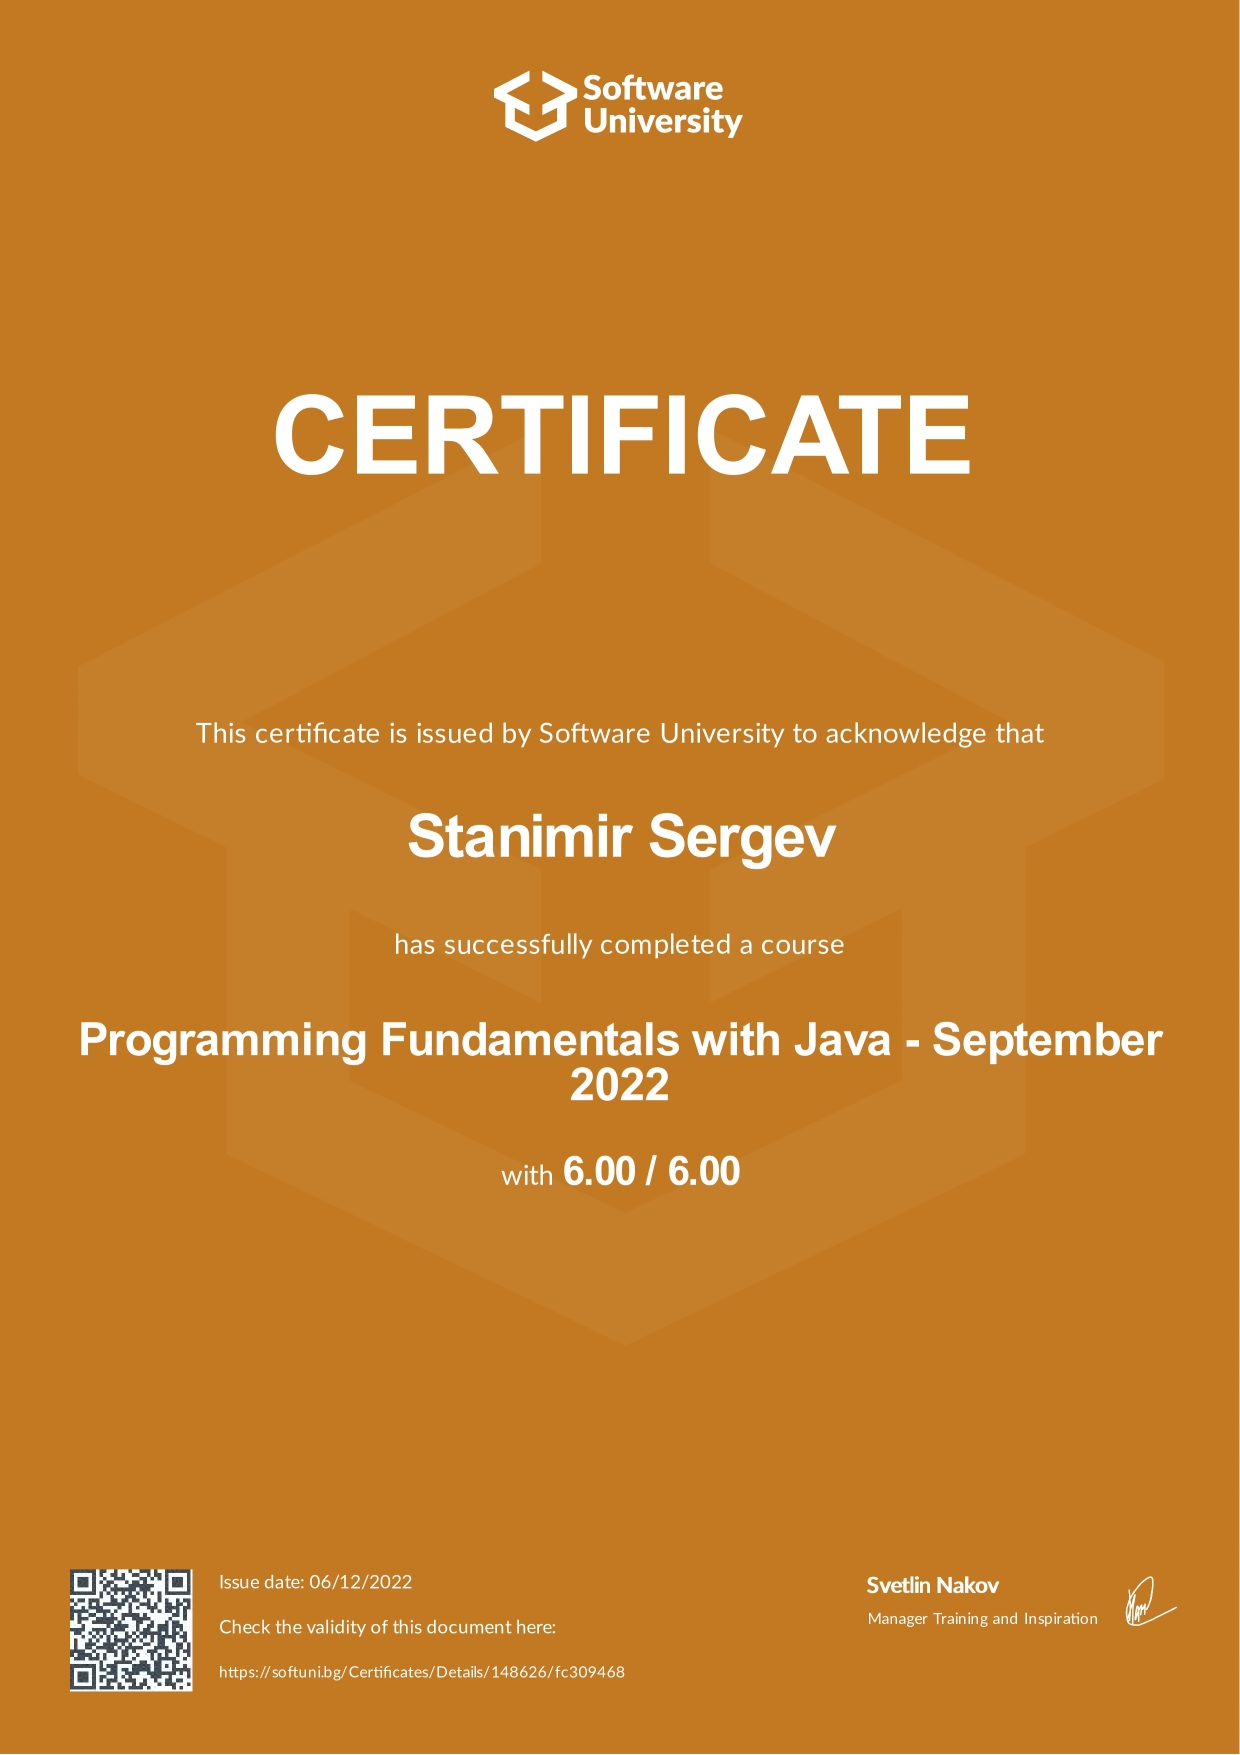 Software
University
CERTIFICATE
This certificate is issued by Software University to acknowledge that
Stanimir Sergev
has successfully completed a course
Programming Fundamentals with Java - September
2022
with 6.00 / 6.00
Issue date: 06/12/2022
Check the validity of this document here:
https://softuni.bg/Certificates/Details/148626/fc309468
Svetlin Nakov
Manager Training and Inspiration